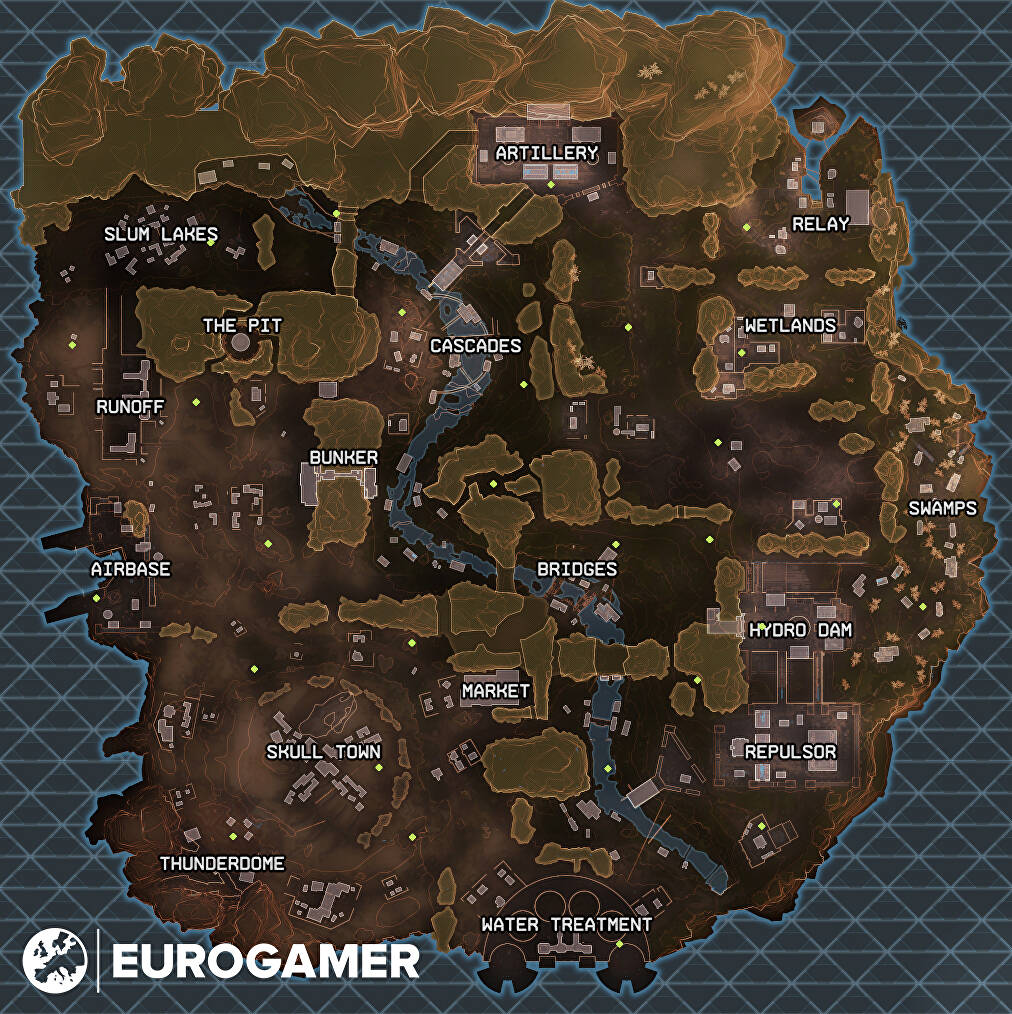 ARTILLERY
RELAY
SLUM LAKES
THE PIT
WETLANDS
CASCADES
RUNOFF
BUNKER
SWAMPS
AIRBASE
BRIDGES
HYDRO DAM
MARKET
SKULL TOWN
REPULSOR
THUNDERDOME
WATER TREATMENT
EUROGAMER